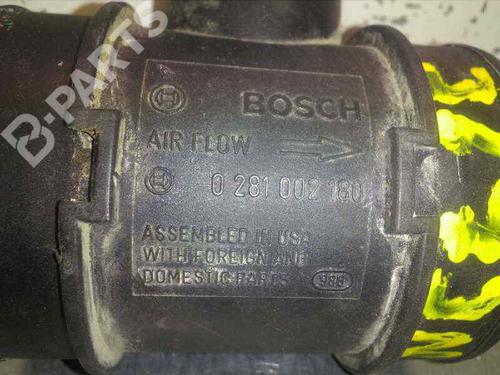 BOSCH
AIR FLOW
0 281 002 180
ASSEMBLED IN USA
WITH FOREIGN AND
DOMESTIC PARTS
B-PARTS